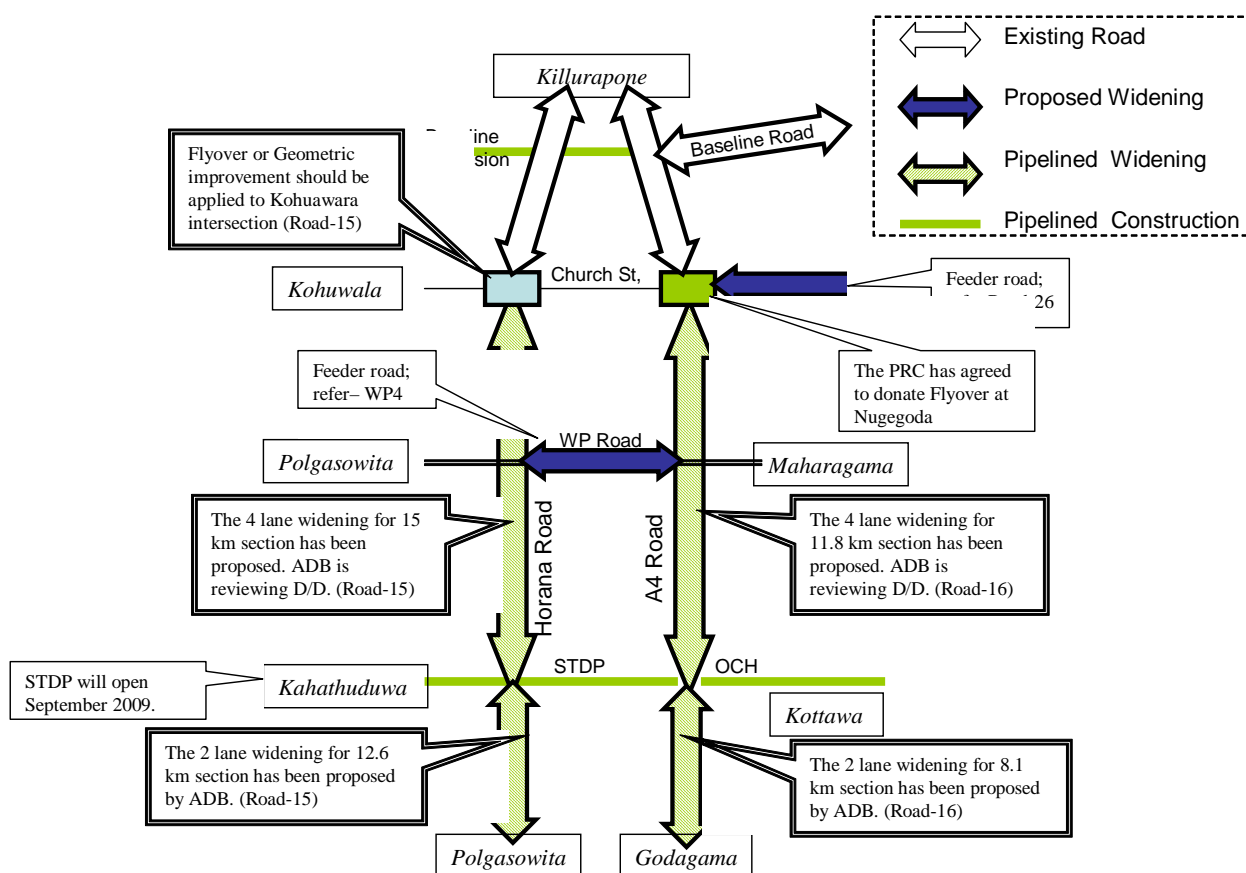 Existing Road
Proposed Widening
Pipelined Widening
Pipelined Construction
Killurapone
Baseline Road
Flyover or Geometric
improvement should be
applied to Kohuawara
intersection (Road-15)
Kohuwala
Church St,
Feeder road;
26
Feeder road;
refer– WP4
The PRC has agreed
to donate Flyover at
Nugegoda
WP Road
Polgasowita
Maharagama
The 4 lane widening for 15
km section has been
proposed. ADB is
reviewing D/D. (Road-15)
Horana Road
A4 Road
The 4 lane widening for
11.8 km section has been
proposed. ADB is
reviewing D/D. (Road-16)
STDP will open
September 2009.
Kahathuduwa
STDP
OCH
Kottawa
The 2 lane widening for 12.6
km section has been proposed
by ADB. (Road-15)
The 2 lane widening for 8.1
km section has been proposed
by ADB. (Road-16)
Polgasowita
Godagama